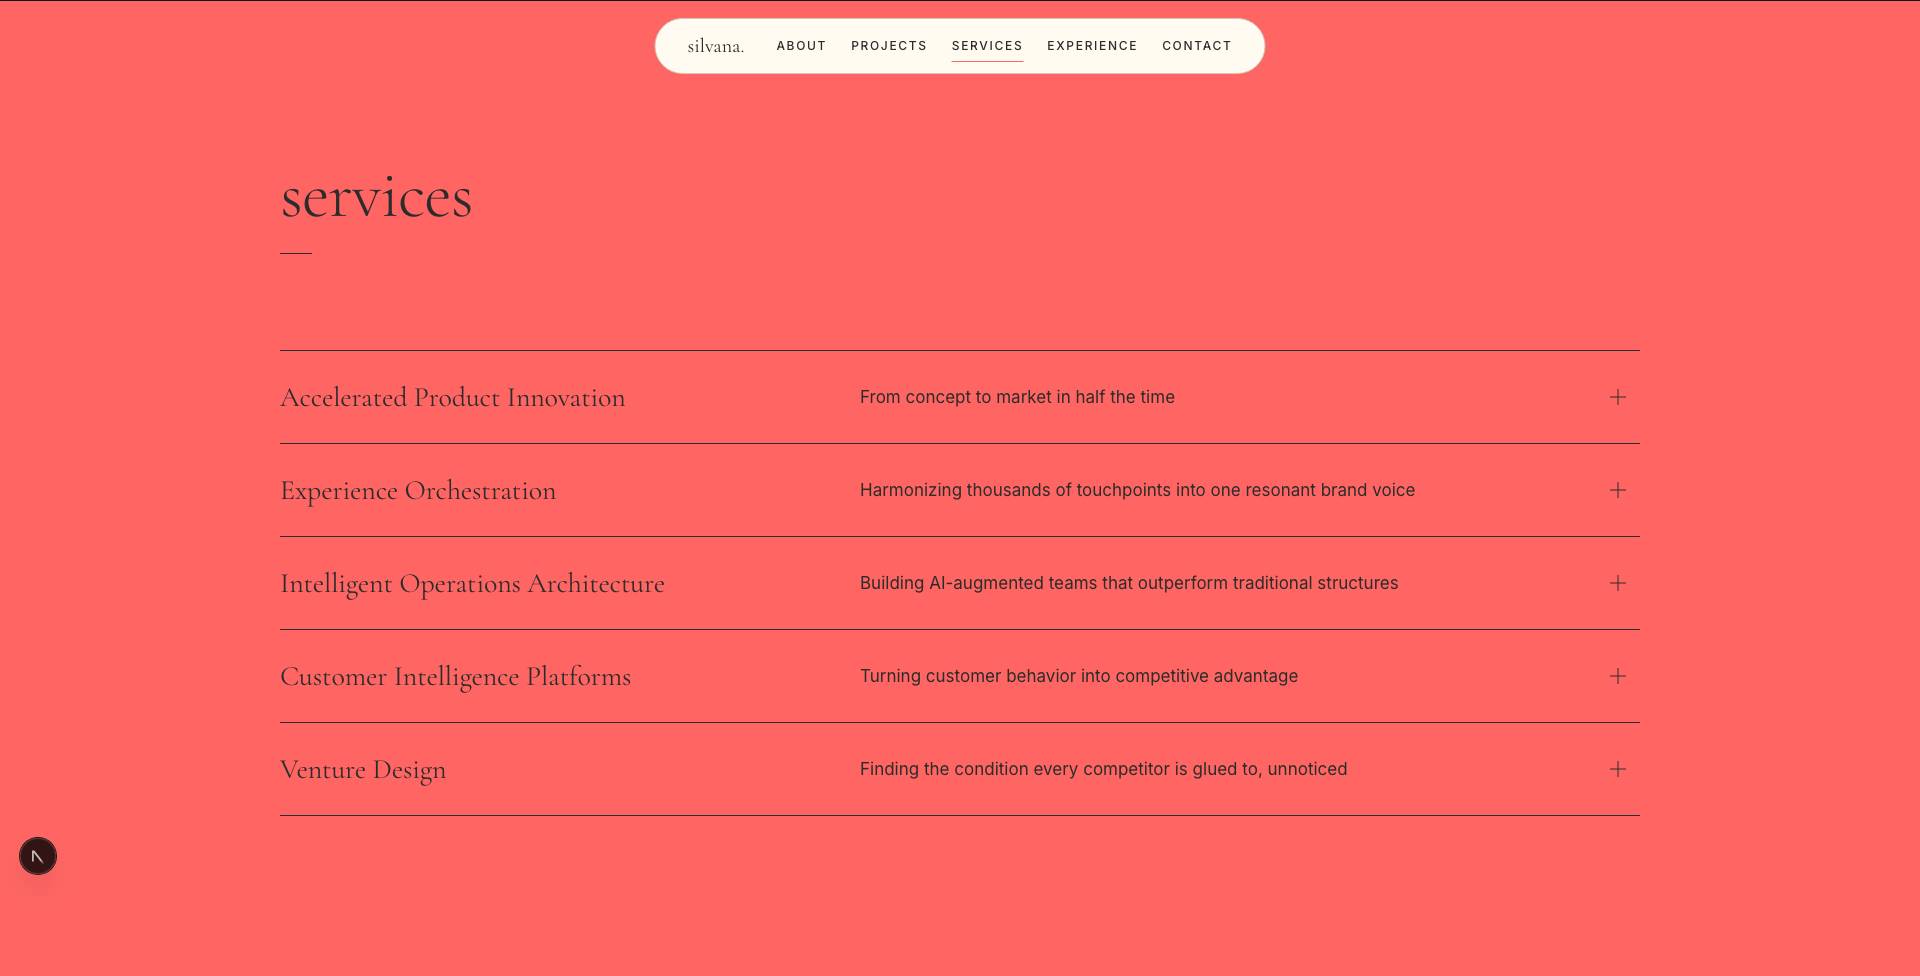 silvana. ABOUT PROJECTS SERVICES EXPERIENCE CONTACT
services
Accelerated Product Innovation From concept to market in half the time
Experience Orchestration Harmonizing thousands of touchpoints into one resonant brand voice
Intelligent Operations Architecture Building AI-augmented teams that outperform traditional structures
Customer Intelligence Platforms Turning customer behavior into competitive advantage
Venture Design Finding the condition every competitor is glued to, unnoticed